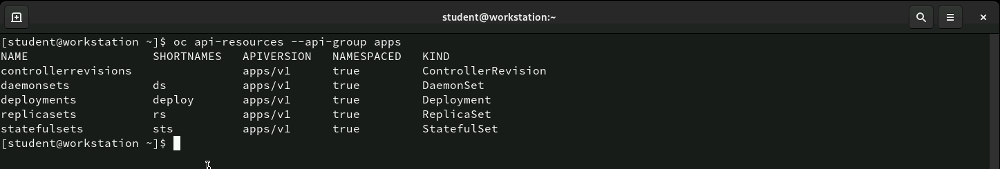 student@workstation:~
[student@workstation ~]$ oc api-resources --api-group apps
NAME                  SHORTNAMES   APIVERSION   NAMESPACED   KIND
controllerrevisions                apps/v1      true         ControllerRevision
daemonsets            ds           apps/v1      true         DaemonSet
deployments           deploy       apps/v1      true         Deployment
replicasets           rs           apps/v1      true         ReplicaSet
statefulsets          sts          apps/v1      true         StatefulSet
[student@workstation ~]$